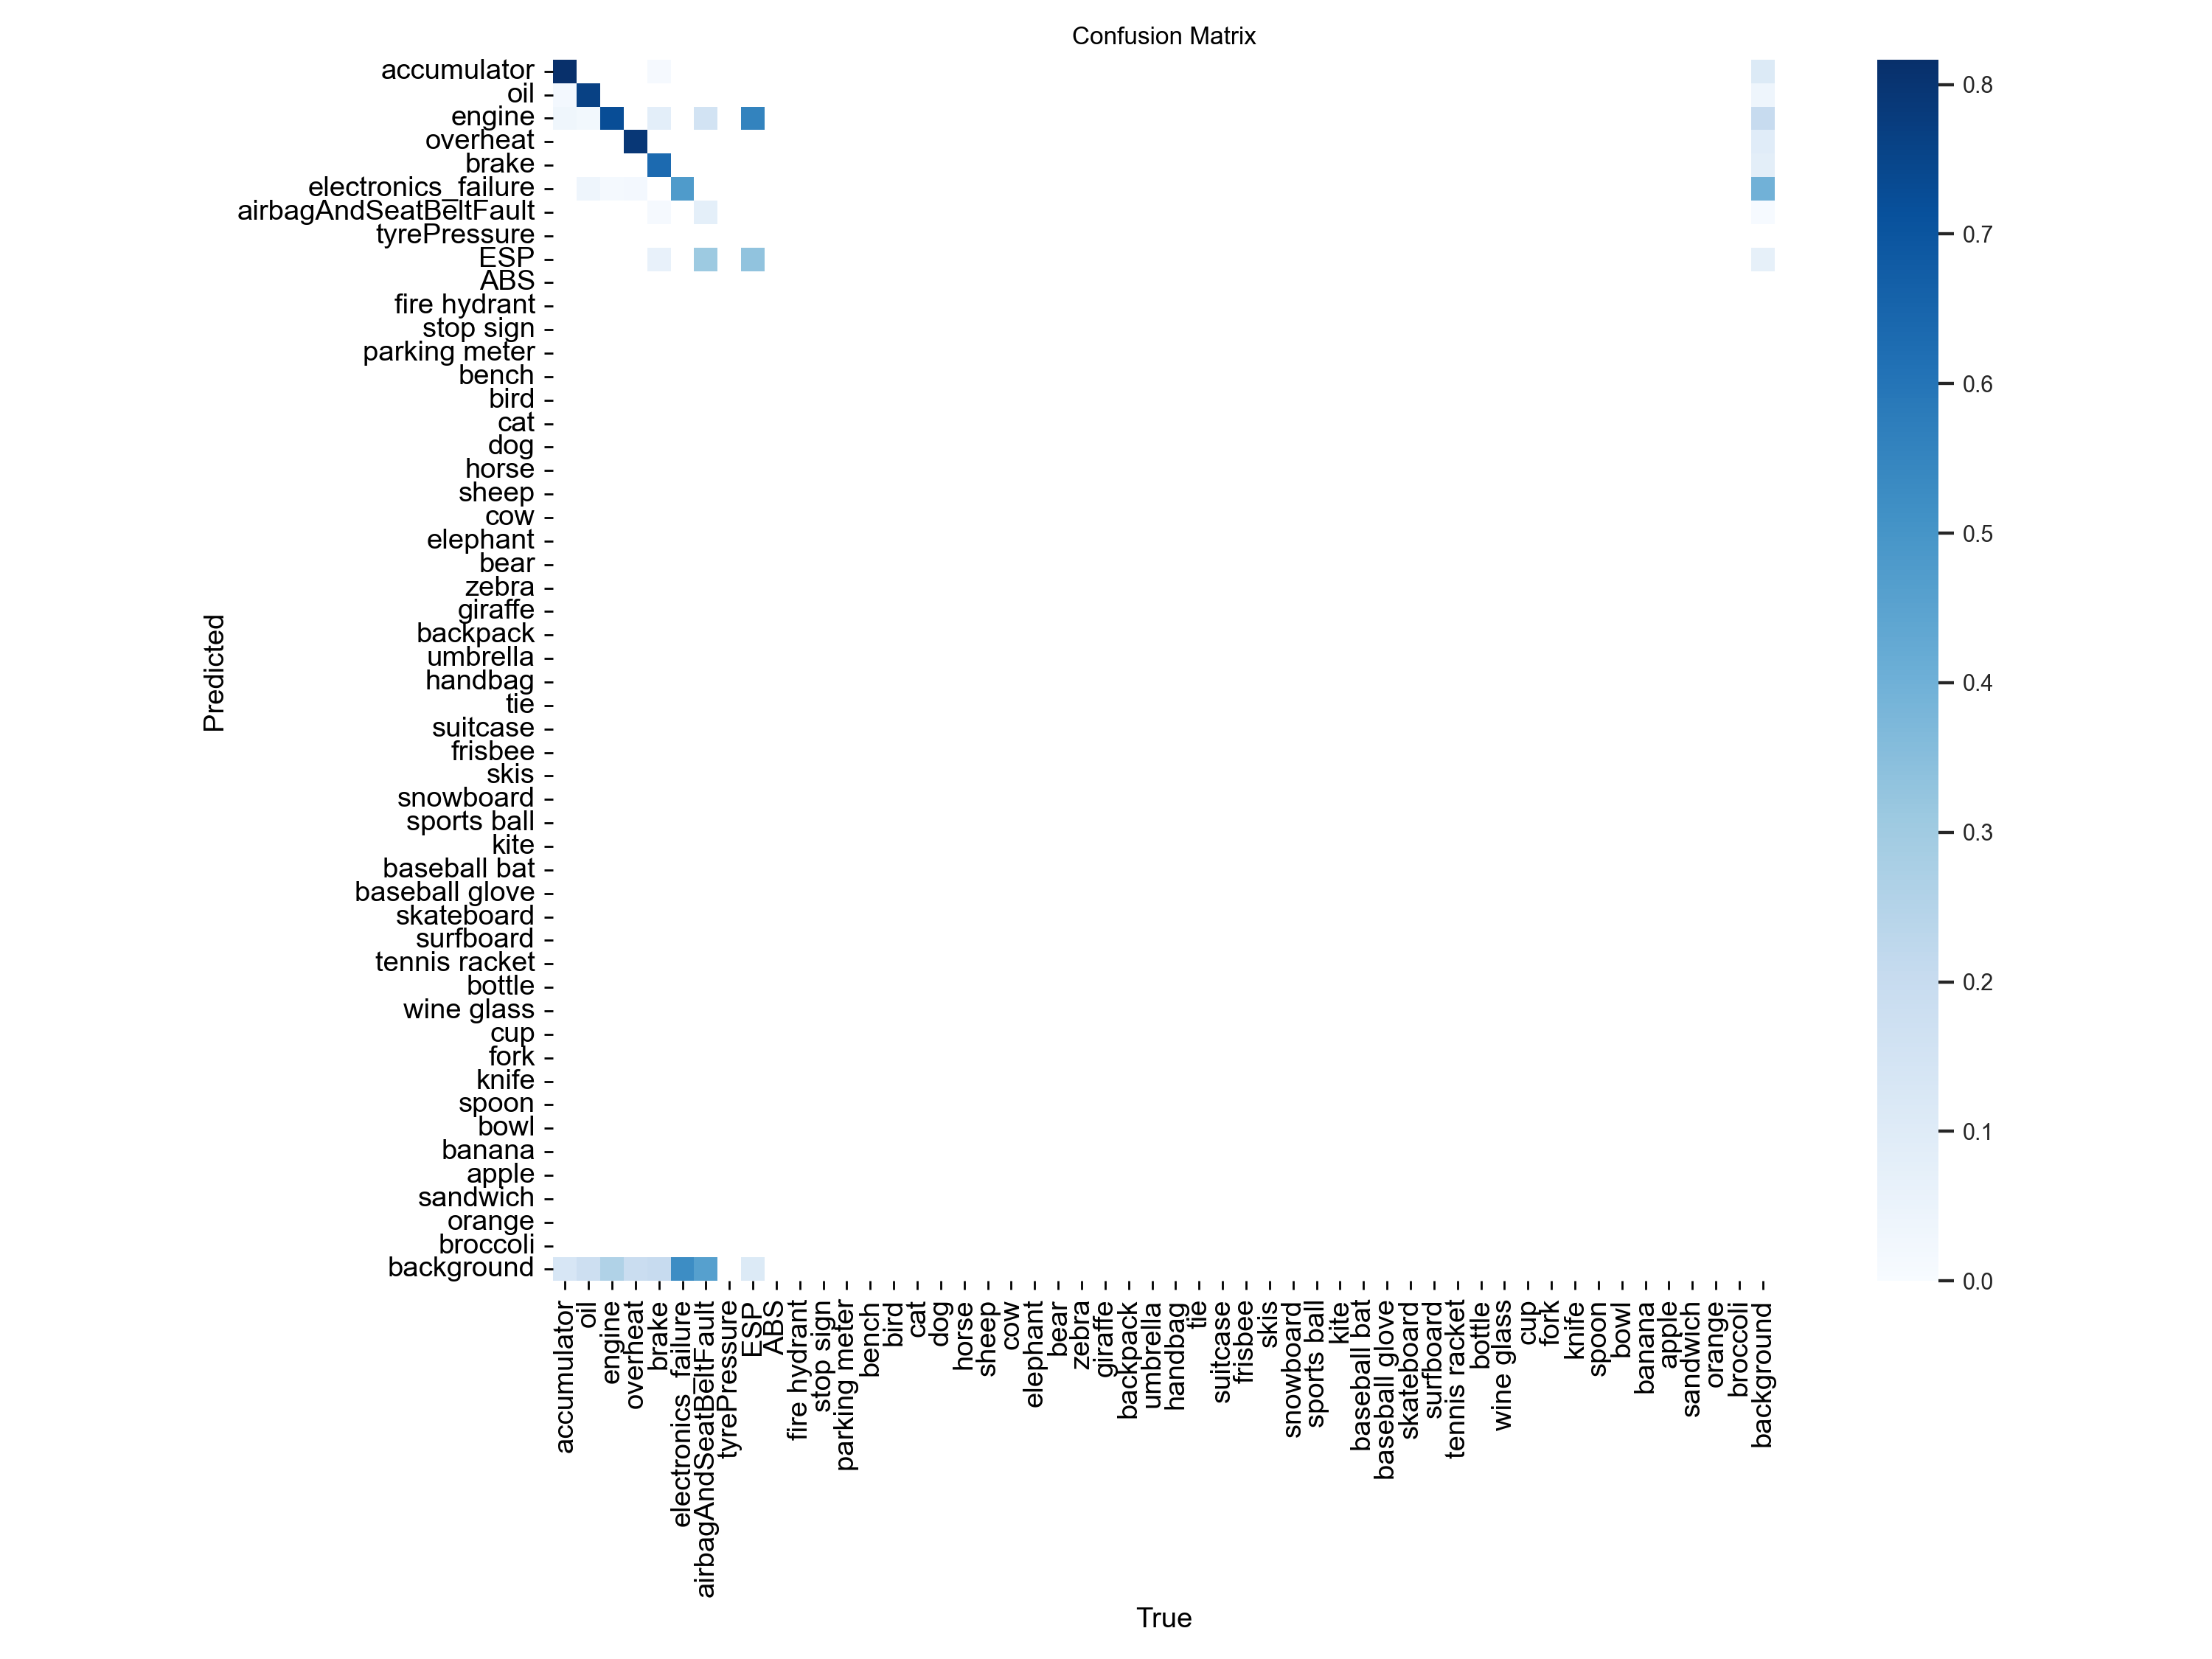 Confusion Matrix
accumulator
oil
engine
overheat
brake
electronics_failure
airbagAndSeatBeltFault
tyrePressure
ESP
ABS
fire hydrant
stop sign
parking meter
bench
bird
cat
dog
horse
sheep
cow
elephant
bear
zebra
giraffe
backpack
umbrella
handbag
tie
suitcase
frisbee
skis
snowboard
sports ball
kite
baseball bat
baseball glove
skateboard
surfboard
tennis racket
bottle
wine glass
cup
fork
knife
spoon
bowl
banana
apple
sandwich
orange
broccoli
background
Predicted
accumulator
oil
engine
overheat
brake
electronics_failure
airbagAndSeatBeltFault
tyrePressure
ESP
ABS
fire hydrant
stop sign
parking meter
bench
bird
cat
dog
horse
sheep
cow
elephant
bear
zebra
giraffe
backpack
umbrella
handbag
tie
suitcase
frisbee
skis
snowboard
sports ball
kite
baseball bat
baseball glove
skateboard
surfboard
tennis racket
bottle
wine glass
cup
fork
knife
spoon
bowl
banana
apple
sandwich
orange
broccoli
background
True
0.8
0.7
0.6
0.5
0.4
0.3
0.2
0.1
0.0